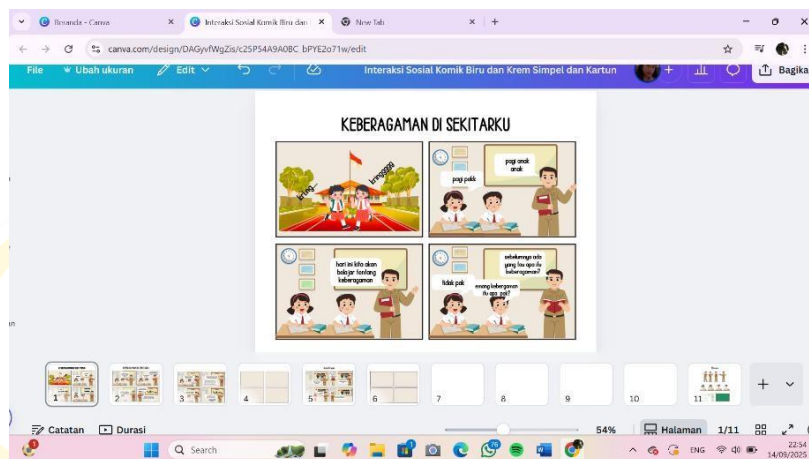 Beranda - Canva
Interaksi Sosial Komik Biru dan
New Tab
canva.com/design/DAGyvfWgZis/c25P54A9A0BC_bPYE2o71w/edit
File
Ubah ukuran
Edit
Interaksi Sosial Komik Biru dan Krem Simpel dan Kartun
Bagika
KEBERAGAMAN DI SEKITARKU
kring...
kringgggg
pagi anak
anak
pagi pakk
hari ini kita akan
belajar tentang
keberagaman
sebelumnya ada
yang tau apa itu
keberagaman?
tidak pak
emang kebergaman
itu apa pak?
1
2
3
4
5
6
7
8
9
10
11
Catatan
Durasi
54%
Halaman
1/11
Search
76
ENG
22:54
14/09/2025